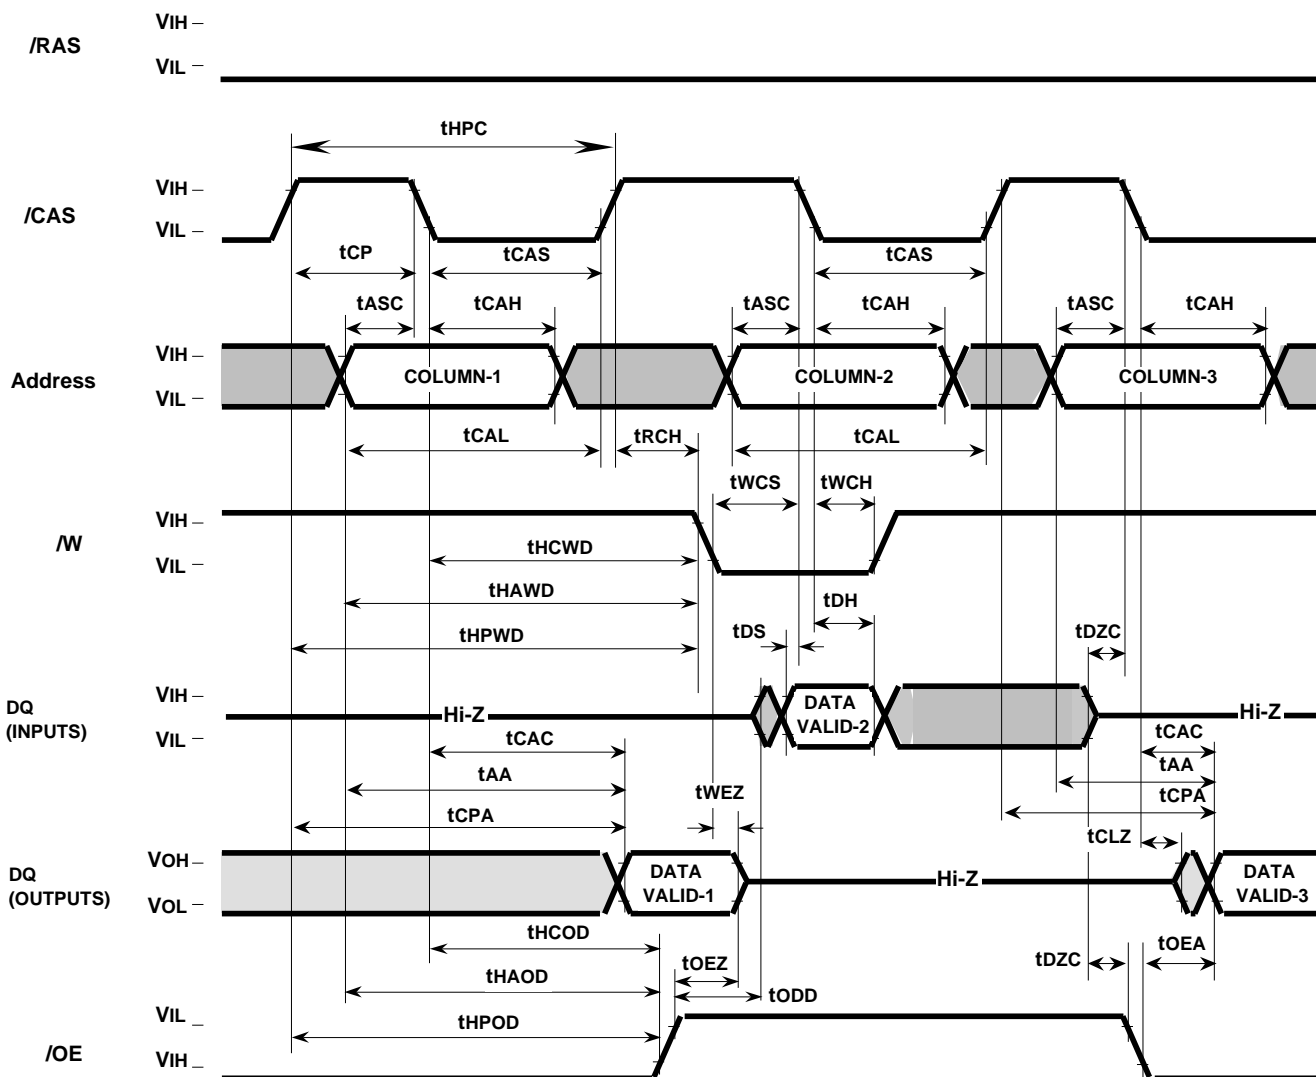 VIH
/RAS
VIL
tHPC
VIH
/CAS
VIL
tCP tCAS tCAS
tASC tCAH tASC tCAH tASC tCAH
VIH
Address COLUMN-1 COLUMN-2 COLUMN-3
VIL
tCAL tRCH tCAL
tWCS tWCH
VIH
/W tHCWD
VIL
tHAWD tDH
tHPWD tDS tDZC
VIH
DQ
(INPUTS)
Hi-Z DATA
VALID-2 Hi-Z
VIL
tCAC tCAC
tAA tAA
tWEZ tCPA
tCPA tCLZ
VOH
DQ
(OUTPUTS)
DATA
VALID-1 Hi-Z DATA
VALID-3
VOL
tHCOD tOEZ tDZC tOEA
tHAOD tODD
VIL
tHPOD
/OE
VIH